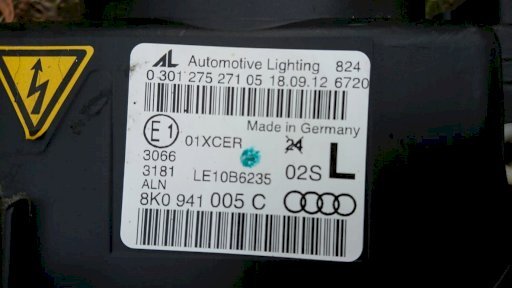 AL Automotive Lighting 824
0 301 275 271 05 18.09.12 6720
E1 01XCER Made in Germany
24
3066
3181 LE10B6235 02S L
ALN
8K0 941 005 C